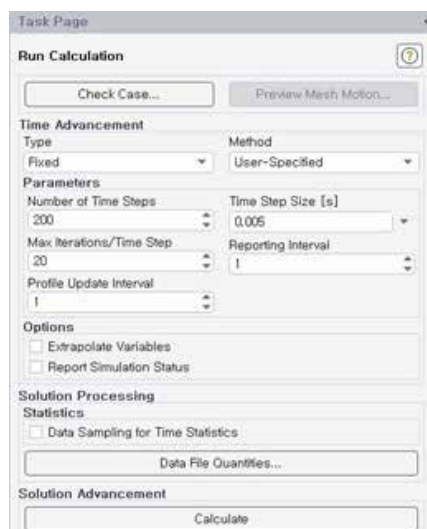 Task Page
Run Calculation
?
Check Case...
Preview Mesh Motion...
Time Advancement
Type
Method
Fixed
User-Specified
Parameters
Number of Time Steps
Time Step Size [s]
200
0.005
Max Iterations/Time Step
Reporting Interval
20
1
Profile Update Interval
1
Options
Extrapolate Variables
Report Simulation Status
Solution Processing
Statistics
Data Sampling for Time Statistics
Data File Quantities...
Solution Advancement
Calculate